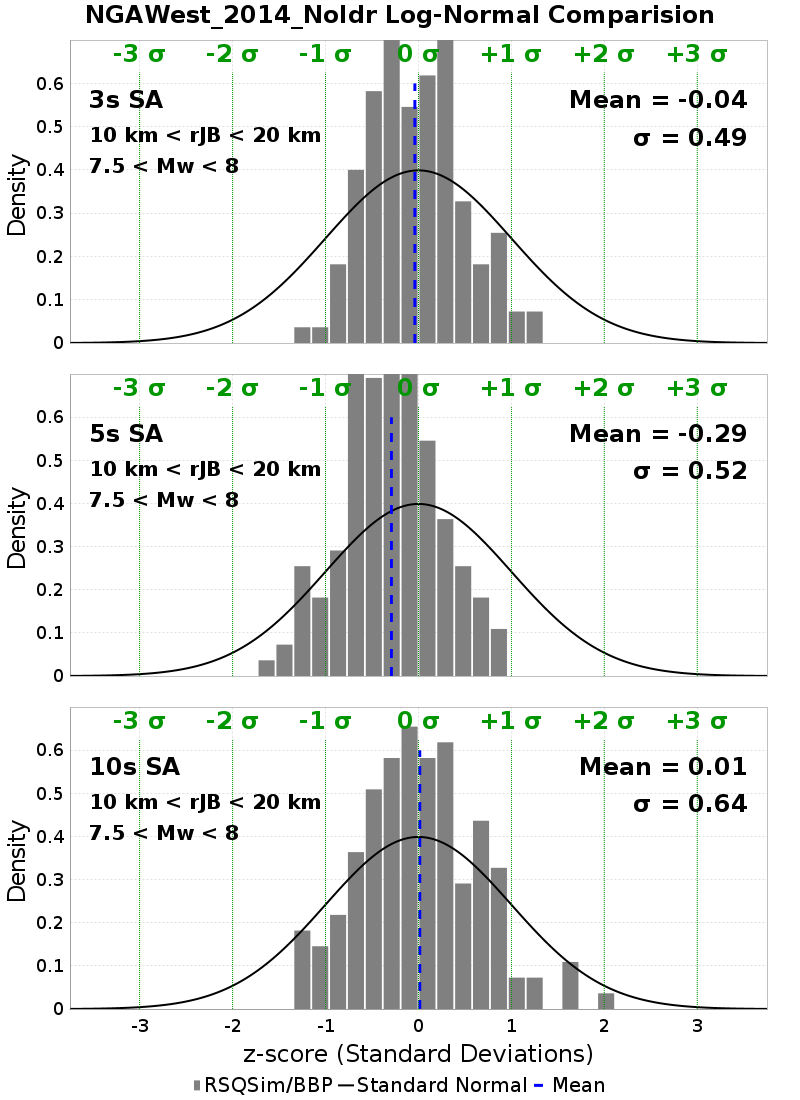 NGAWest_2014_NoIdr Log-Normal Comparision
-3 σ -2 σ -1 σ 0 σ +1 σ +2 σ +3 σ
3s SA
Mean = -0.04
10 km < rJB < 20 km
σ = 0.49
7.5 < Mw < 8
Density
0.6
0.5
0.4
0.3
0.2
0.1
0
-3 σ -2 σ -1 σ 0 σ +1 σ +2 σ +3 σ
5s SA
Mean = -0.29
10 km < rJB < 20 km
σ = 0.52
7.5 < Mw < 8
Density
0.6
0.5
0.4
0.3
0.2
0.1
0
-3 σ -2 σ -1 σ 0 σ +1 σ +2 σ +3 σ
10s SA
Mean = 0.01
10 km < rJB < 20 km
σ = 0.64
7.5 < Mw < 8
Density
0.6
0.5
0.4
0.3
0.2
0.1
0
-3 -2 -1 0 1 2 3
z-score (Standard Deviations)
RSQSim/BBP Standard Normal Mean